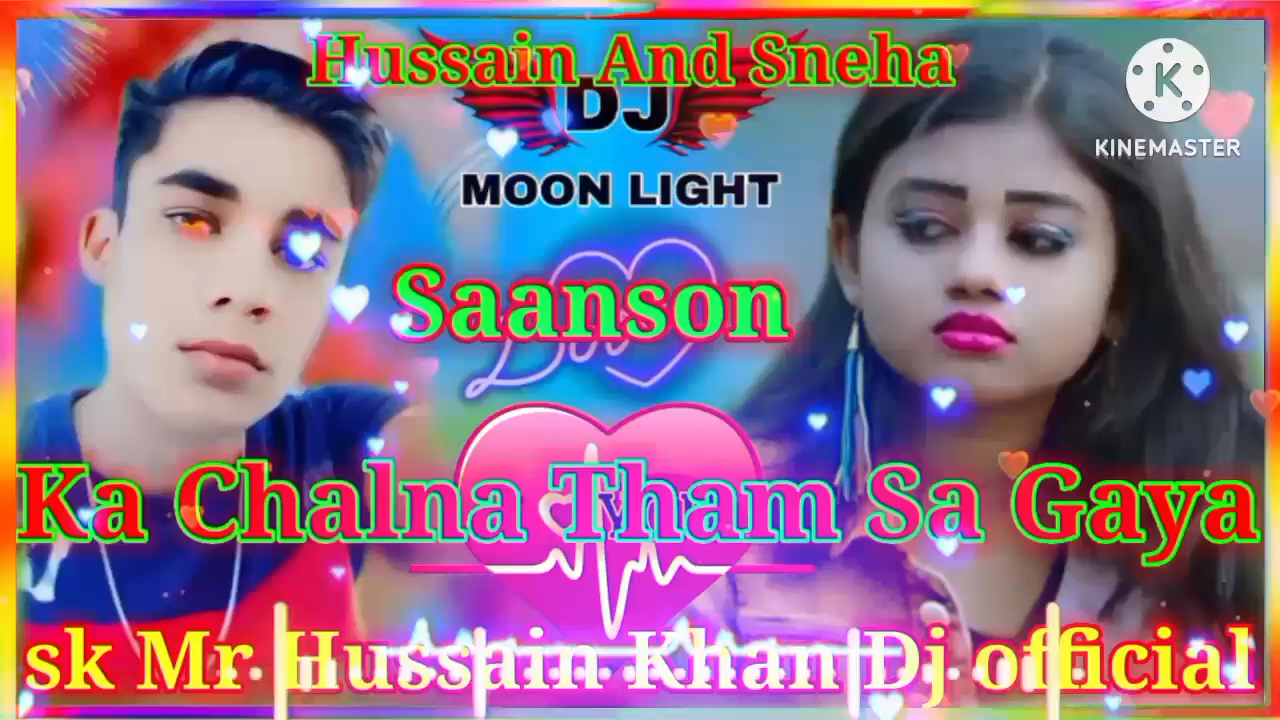 Hussain And Sneha
DJ
KINEMASTER
MOON LIGHT
Saanson
Ka Chalna Tham Sa Gaya
sk Mr Hussain Khan Dj official